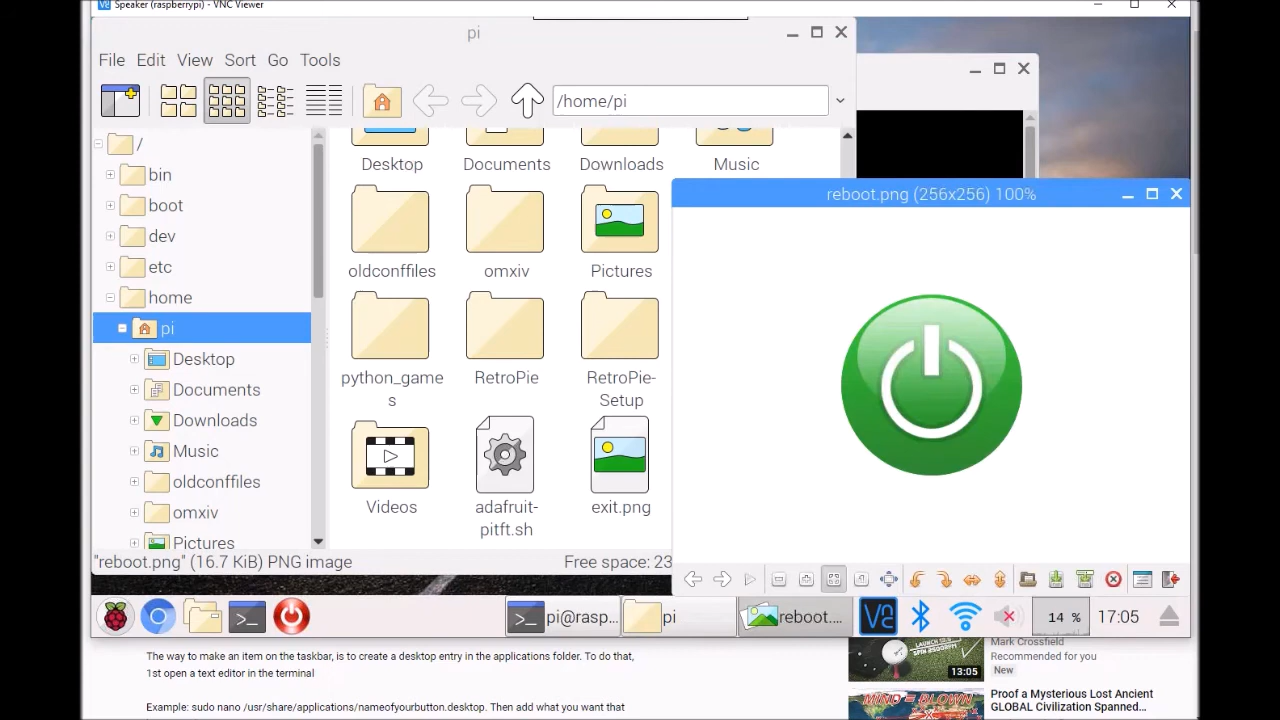 Speaker (raspberrypi) - VNC Viewer
pi
File Edit View Sort Go Tools
/home/pi
/
bin
boot
dev
etc
home
pi
Desktop
Documents
Downloads
Music
oldconffiles
omxiv
Pictures
Desktop Documents Downloads Music
oldconffiles omxiv Pictures
python_game
s
RetroPie
RetroPie-
Setup
Videos
adafruit-
pitft.sh
exit.png
"reboot.png" (16.7 KiB) PNG image
Free space: 23
reboot.png (256x256) 100%
pi@rasp...
pi
reboot....
14 %
17:05
The way to make an item on the taskbar, is to create a desktop entry in the applications folder. To do that,
1st open a text editor in the terminal
Example sudo nano /usr/share/applications/nameofyourbutton.desktop. Then add what you want that
LAUNCH ON
SPIN RESERVED
13:05
Mark Crossfield
Recommended for you
New
MIND = BLOWN
Proof a Mysterious Lost Ancient
GLOBAL Civilization Spanned...